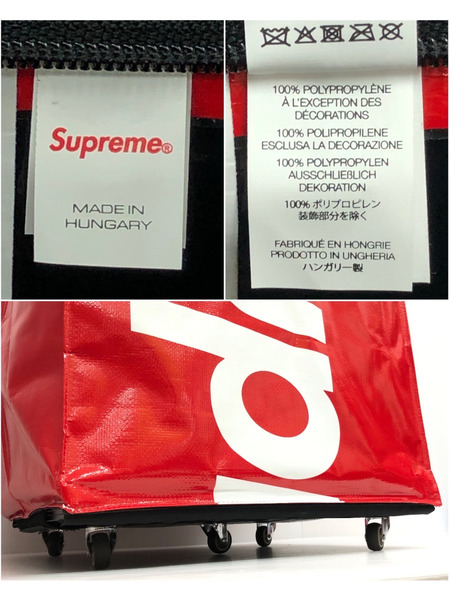 Supreme®
MADE IN
HUNGARY
100% POLYPROPYLÈNE
À L'EXCEPTION DES
DÉCORATIONS
100% POLIPROPILENE
ESCLUSA LA DECORAZIONE
100% POLYPROPYLEN
AUSSCHLIEBLICH
DEKORATION
100% ポリプロピレン
装飾部分を除く
FABRIQUÉ EN HONGRIE
PRODOTTO IN UNGHERIA
ハンガリー製